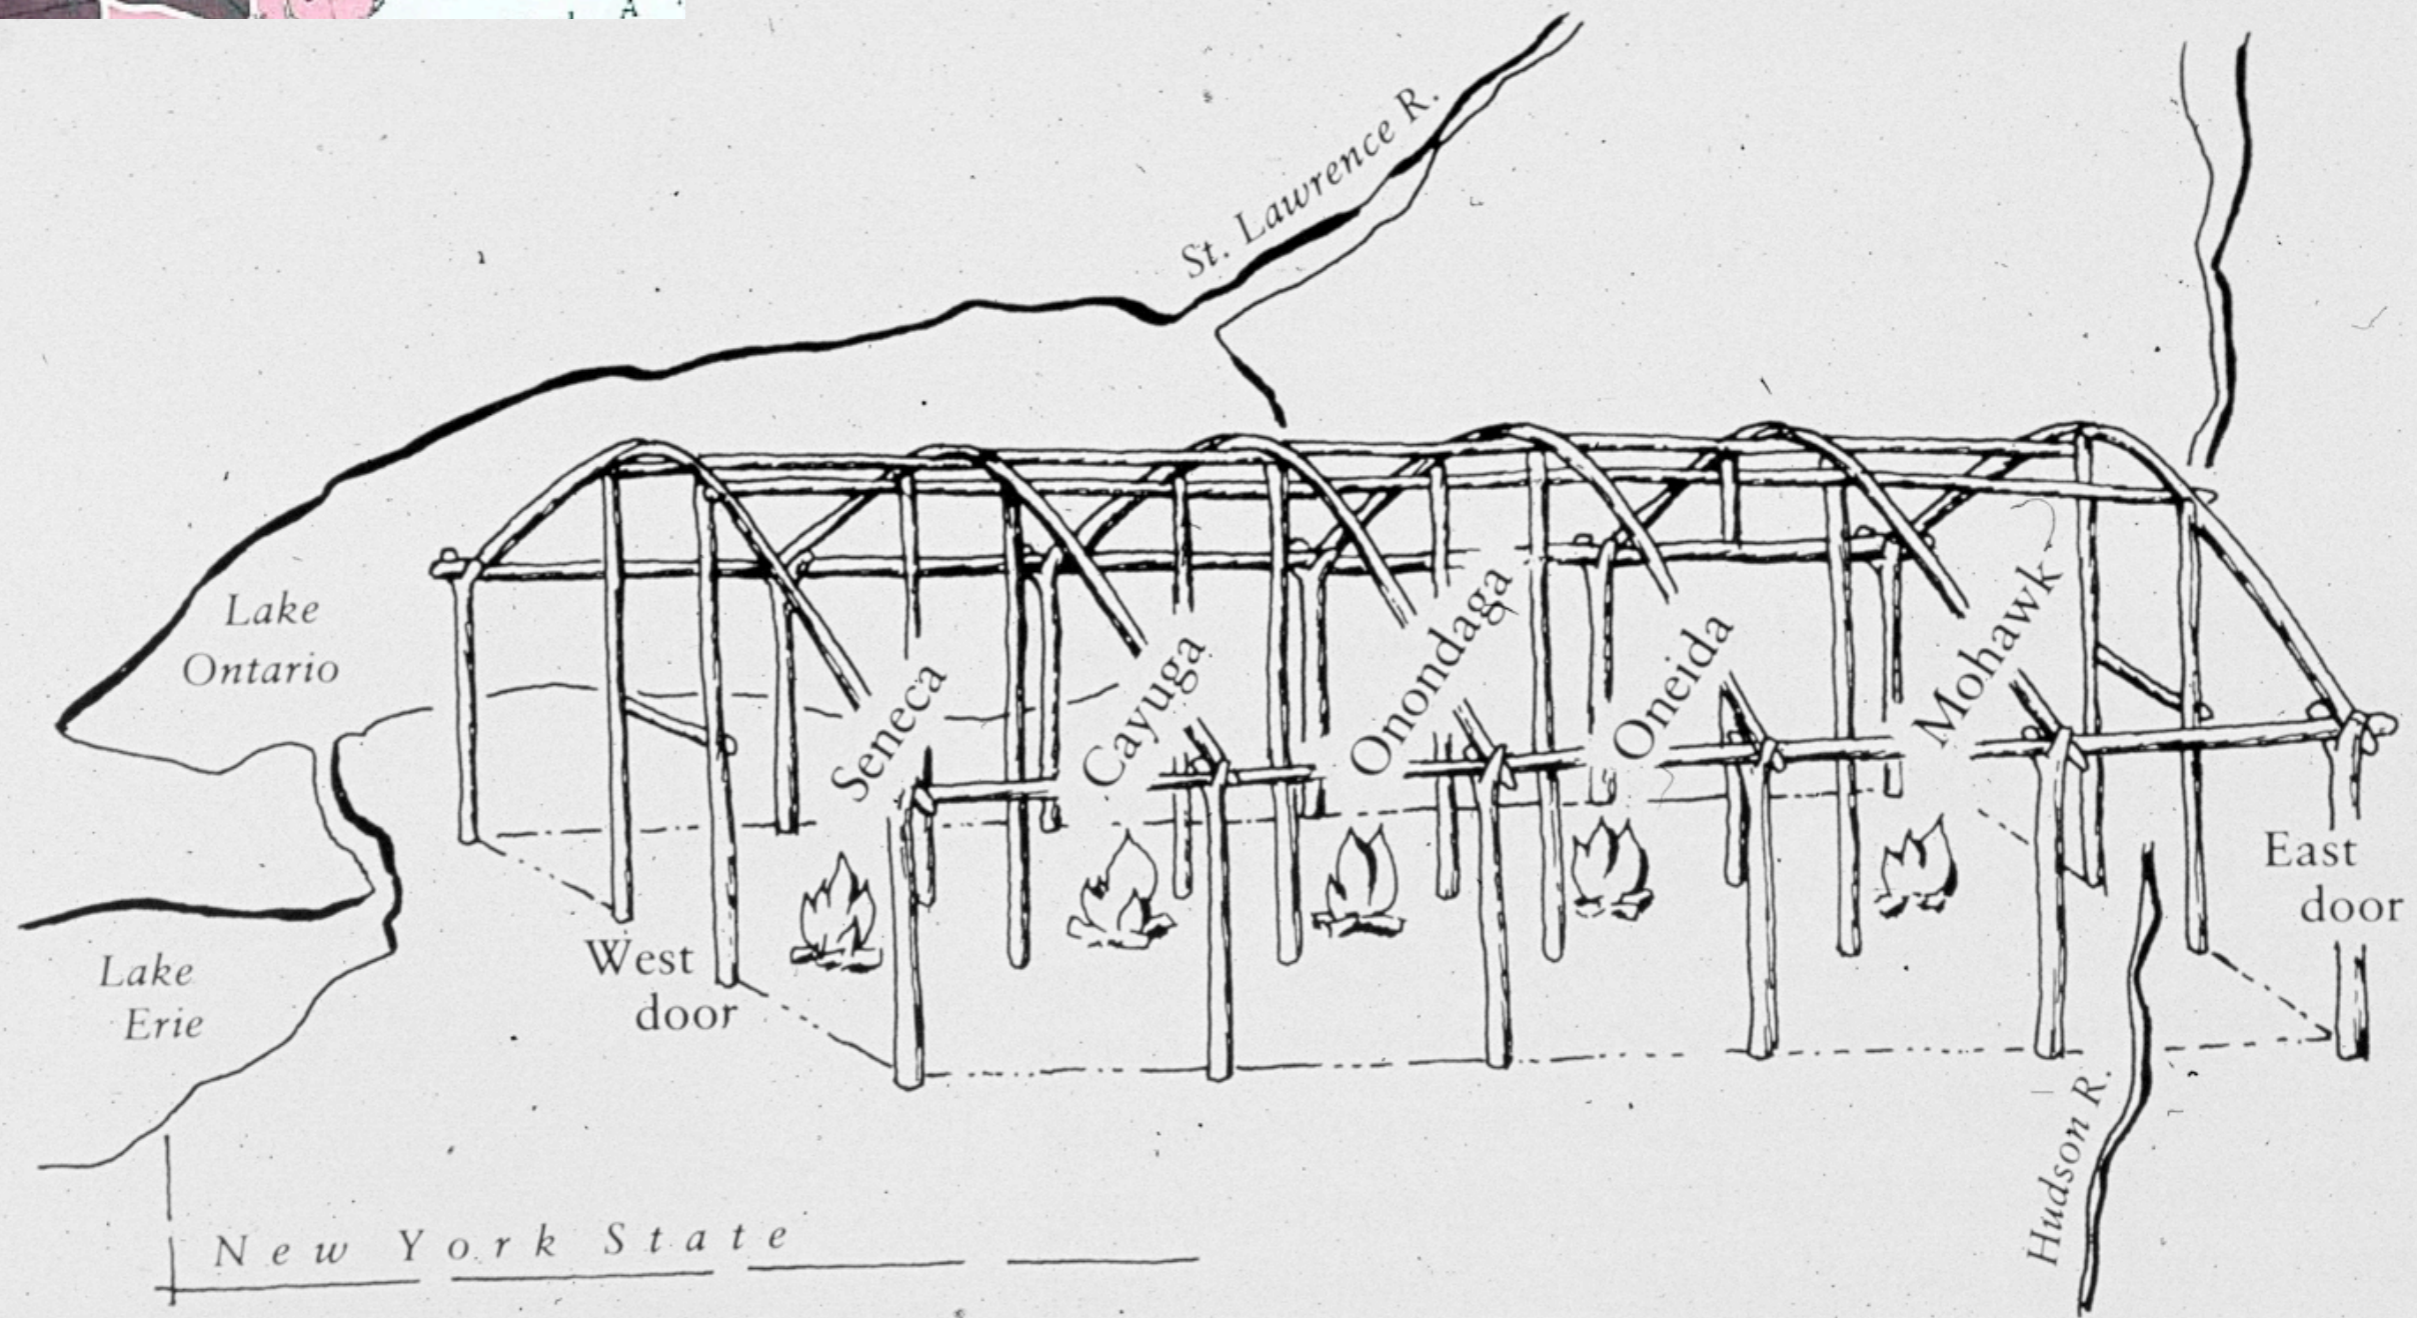 A
St. Lawrence R.
Lake
Ontario
Seneca
Cayuga
Onondaga
Oneida
Mohawk
East
door
West
door
Lake
Erie
Hudson R.
New York State